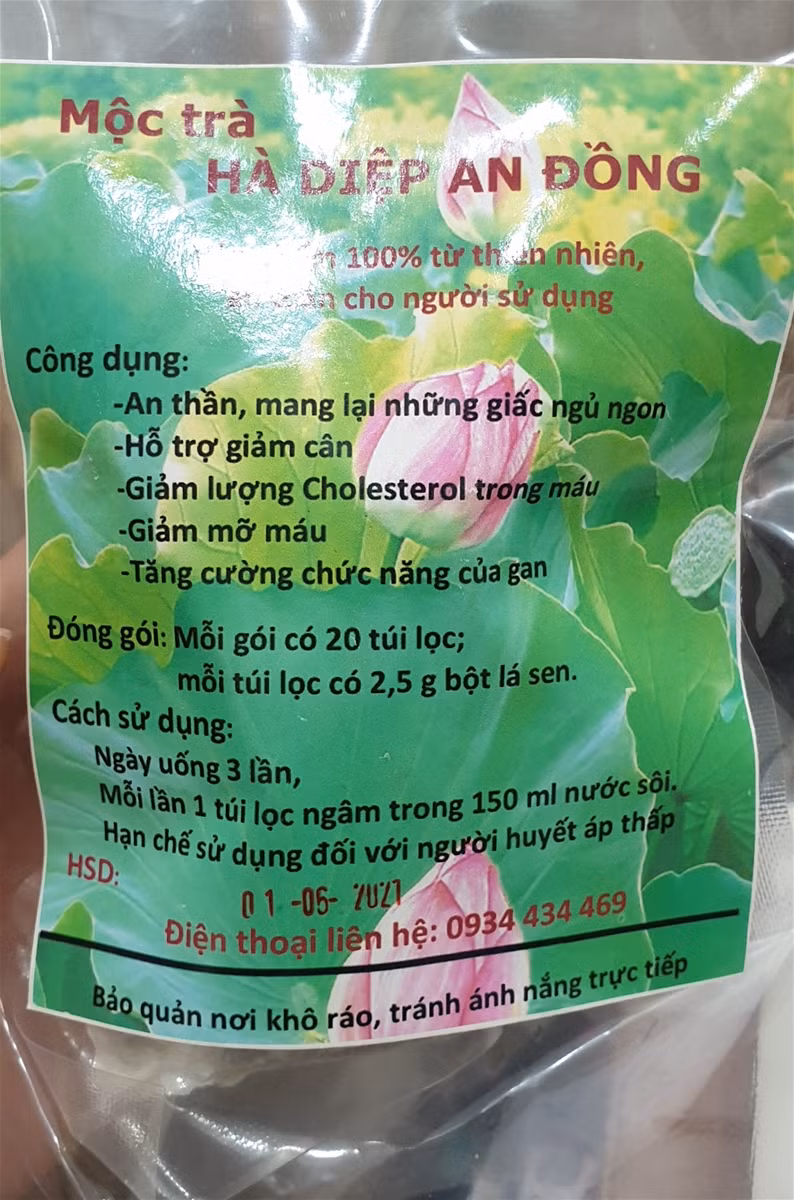 Mộc trà
HÀ DIỆP AN ĐỒNG
100% từ thiên nhiên,
cho người sử dụng
Công dụng:
-An thần, mang lại những giấc ngủ ngon
-Hỗ trợ giảm cân
-Giảm lượng Cholesterol trong máu
-Giảm mỡ máu
-Tăng cường chức năng của gan
Đóng gói: Mỗi gói có 20 túi lọc;
mỗi túi lọc có 2,5 g bột lá sen.
Cách sử dụng:
Ngày uống 3 lần,
Mỗi lần 1 túi lọc ngâm trong 150 ml nước sôi.
Hạn chế sử dụng đối với người huyết áp thấp
HSD:
01-06-2021
Điện thoại liên hệ: 0934 434 469
Bảo quản nơi khô ráo, tránh ánh nắng trực tiếp